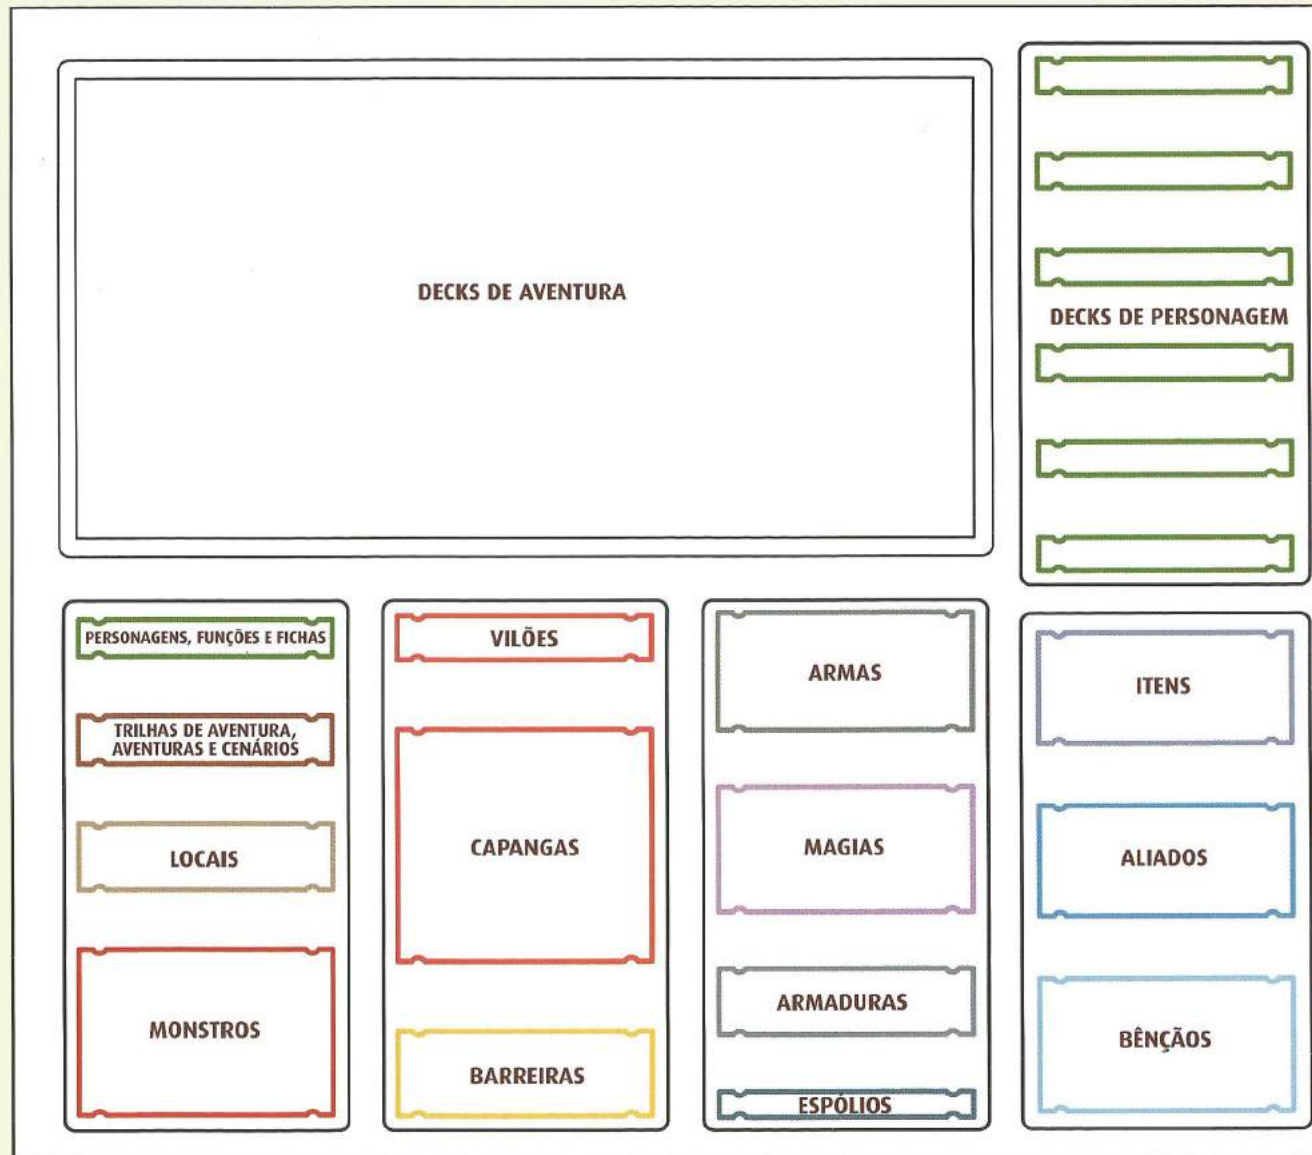 DECKS DE AVENTURA
DECKS DE PERSONAGEM
PERSONAGENS, FUNÇÕES E FICHAS
TRILHAS DE AVENTURA,
AVENTURAS E CENÁRIOS
LOCAIS
MONSTROS
VILÕES
CAPANGAS
BARREIRAS
ARMAS
MAGIAS
ARMADURAS
ESPÓLIOS
ITENS
ALIADOS
BÊNÇÃOS